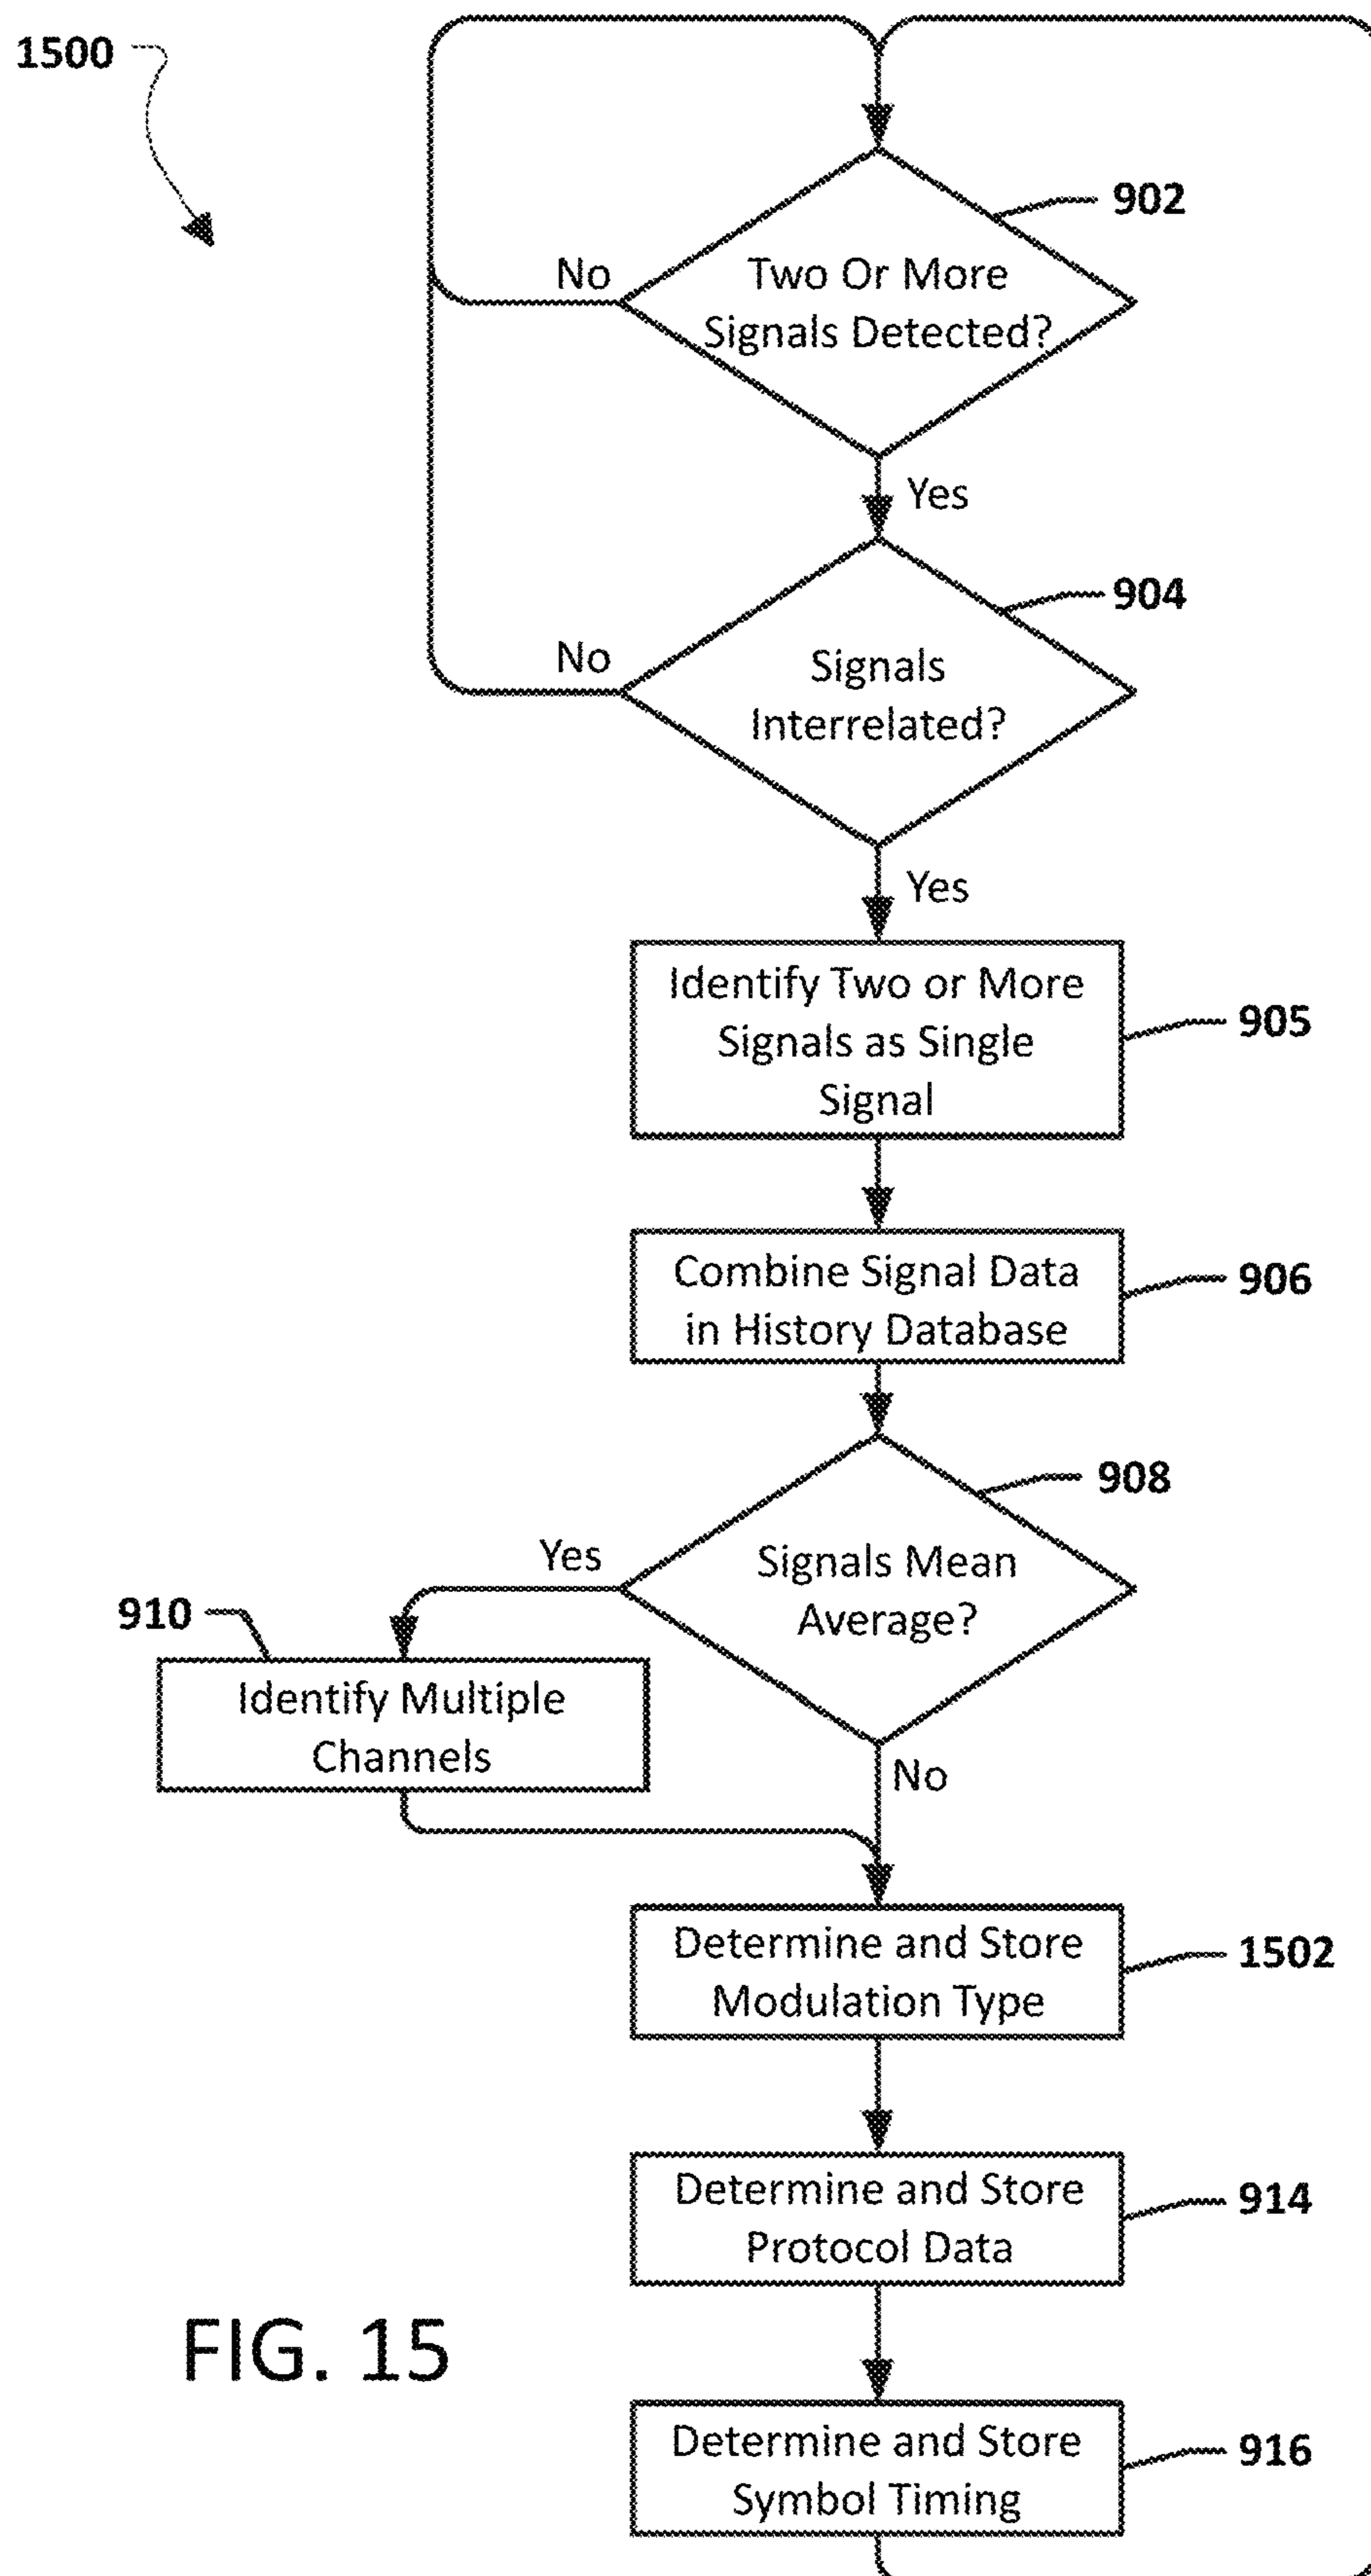 1500
902
No
Two Or More
Signals Detected?
Yes
904
No
Signals
Interrelated?
Yes
Identify Two or More
Signals as Single
Signal
905
Combine Signal Data
in History Database
906
908
Yes
Signals Mean
Average?
910
Identify Multiple
Channels
No
Determine and Store
Modulation Type
1502
Determine and Store
Protocol Data
914
FIG. 15
Determine and Store
Symbol Timing
916